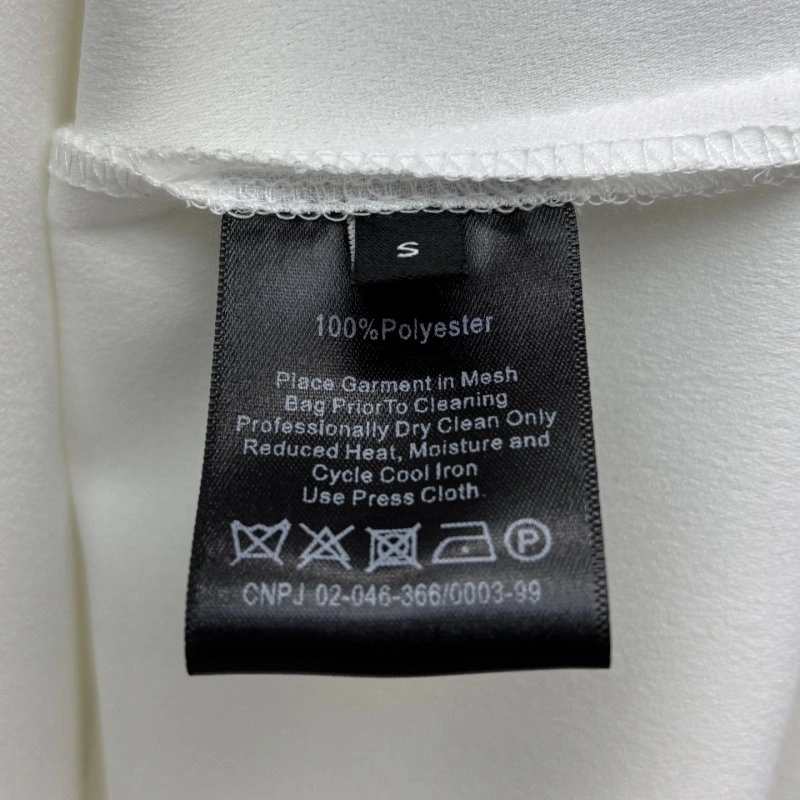 S
100%Polyester
Place Garment in Mesh
Bag PriorTo Cleaning
Professionally Dry Clean Only
Reduced Heat, Moisture and
Cycle Cool Iron
Use Press Cloth
P
CNPJ 02-046-366/0003-99